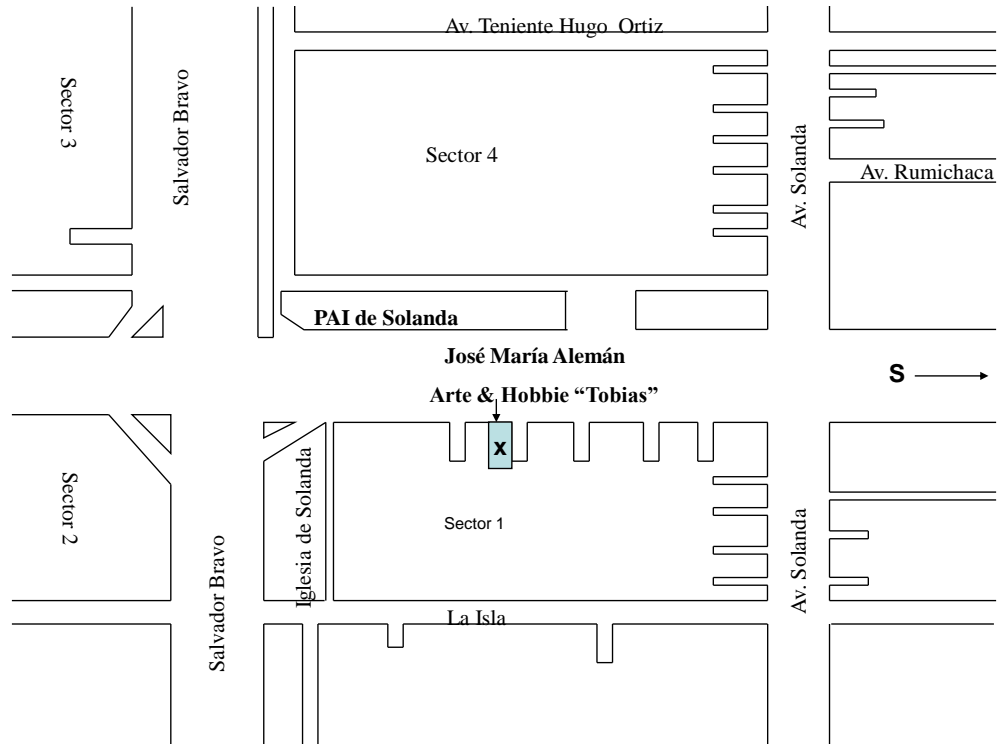 Av. Teniente Hugo Ortiz
Sector 3
Salvador Bravo
Sector 4
Av. Solanda
Av. Rumichaca
PAI de Solanda
José María Alemán
S
Arte & Hobbie “Tobias”
x
Iglesia de Solanda
Sector 2
Sector 1
Salvador Bravo
Av. Solanda
La Isla